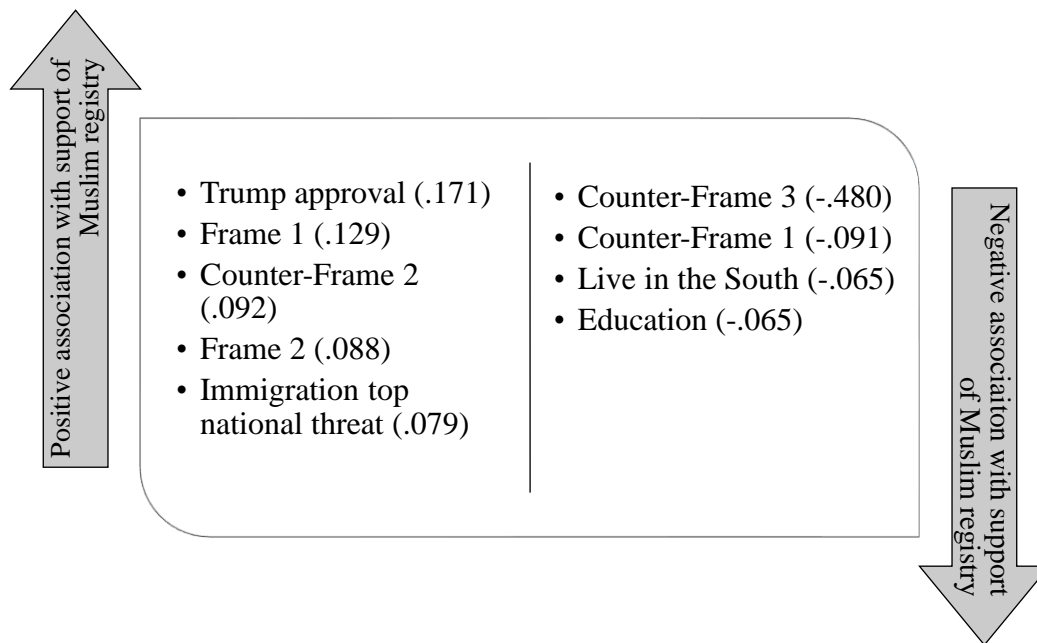 Positive association with support of
Muslim registry
• Trump approval (.171)
• Frame 1 (.129)
• Counter-Frame 2
(.092)
• Frame 2 (.088)
• Immigration top
national threat (.079)
• Counter-Frame 3 (-.480)
• Counter-Frame 1 (-.091)
• Live in the South (-.065)
• Education (-.065)
Negative associaiton with support
of Muslim registry